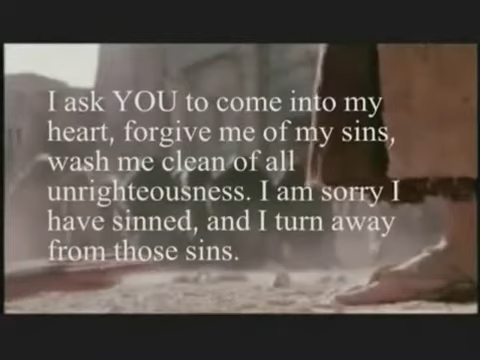 I ask YOU to come into my
heart, forgive me of my sins,
wash me clean of all
unrighteousness. I am sorry I
have sinned, and I turn away
from those sins.